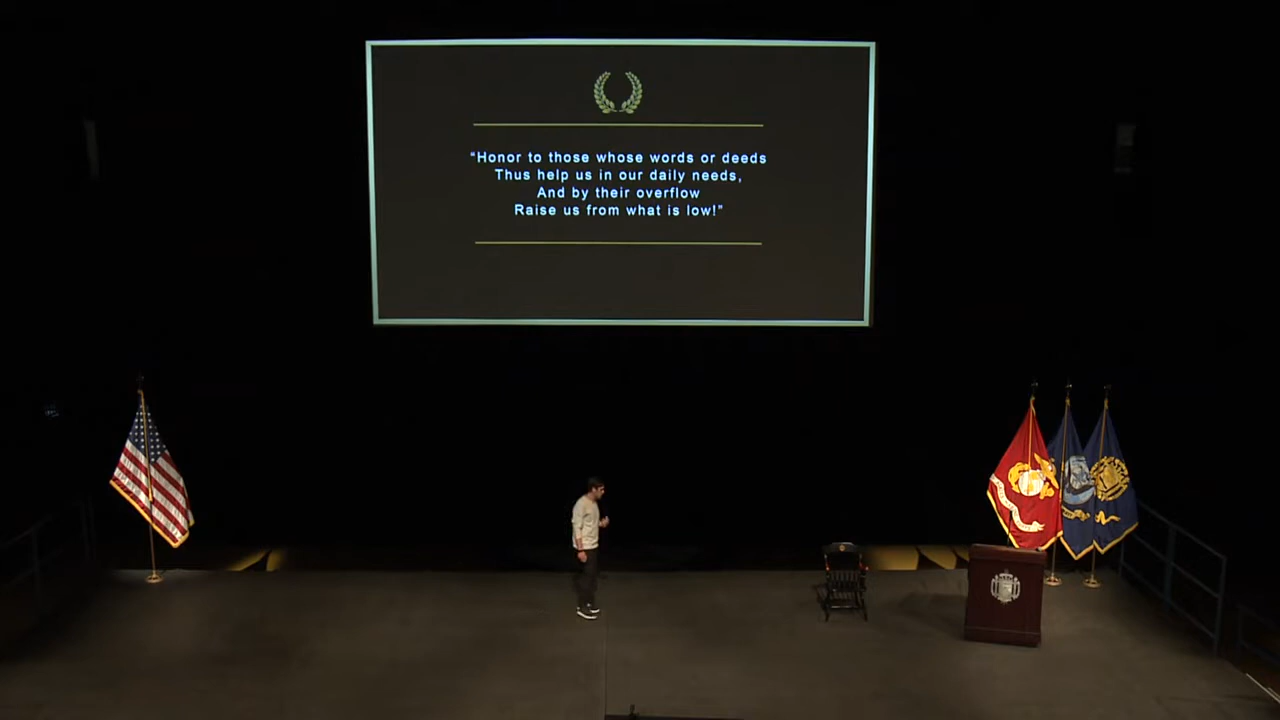 “Honor to those whose words or deeds
Thus help us in our daily needs,
And by their overflow
Raise us from what is low!”